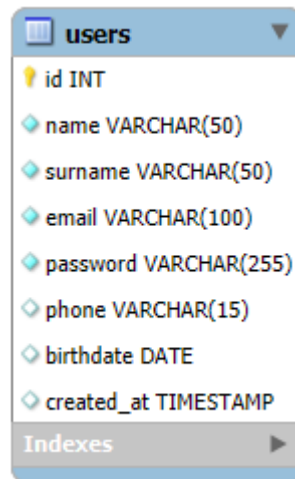 users
id INT
name VARCHAR(50)
surname VARCHAR(50)
email VARCHAR(100)
password VARCHAR(255)
phone VARCHAR(15)
birthdate DATE
created_at TIMESTAMP
Indexes